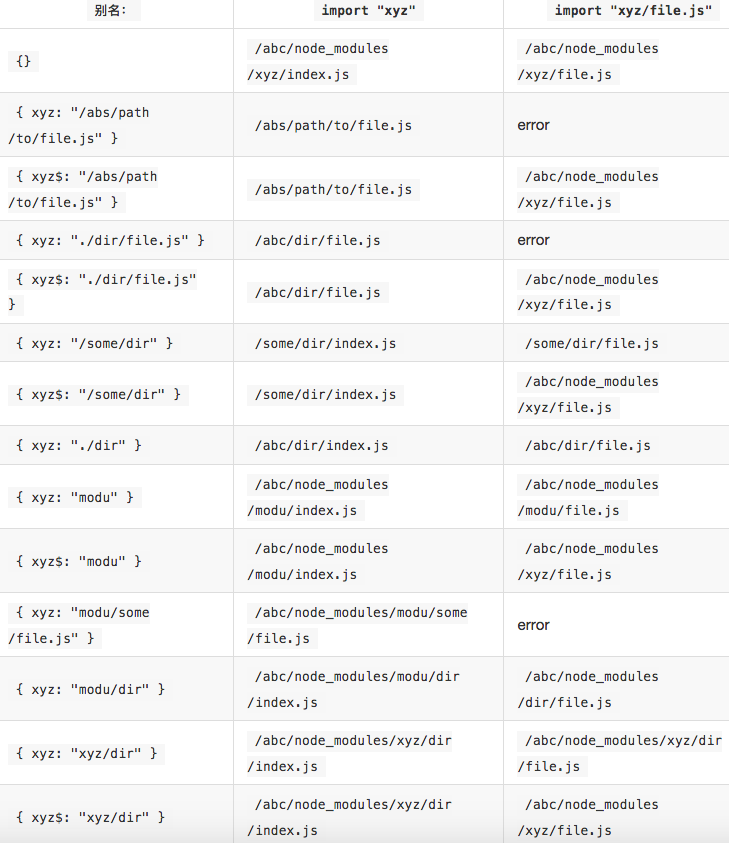 别名: import "xyz" import "xyz/file.js"
{} /abc/node_modules /abc/node_modules
/xyz/index.js /xyz/file.js
{ xyz: "/abs/path
/to/file.js" } /abs/path/to/file.js error
{ xyz$: "/abs/path /abc/node_modules
/to/file.js" } /abs/path/to/file.js /xyz/file.js
{ xyz: "./dir/file.js" } /abc/dir/file.js error
{ xyz$: "./dir/file.js" /abc/node_modules
} /abc/dir/file.js /xyz/file.js
{ xyz: "/some/dir" } /some/dir/index.js /some/dir/file.js
{ xyz$: "/some/dir" } /some/dir/index.js /abc/node_modules
/xyz/file.js
{ xyz: "./dir" } /abc/dir/index.js /abc/dir/file.js
{ xyz: "modu" } /abc/node_modules /abc/node_modules
/modu/index.js /modu/file.js
{ xyz$: "modu" } /abc/node_modules /abc/node_modules
/modu/index.js /xyz/file.js
{ xyz: "modu/some /abc/node_modules/modu/some
/file.js" } /file.js error
{ xyz: "modu/dir" } /abc/node_modules/modu/dir /abc/node_modules
/index.js /dir/file.js
{ xyz: "xyz/dir" } /abc/node_modules/xyz/dir /abc/node_modules/xyz/dir
/index.js /file.js
{ xyz$: "xyz/dir" } /abc/node_modules/xyz/dir /abc/node_modules
/index.js /xyz/file.js